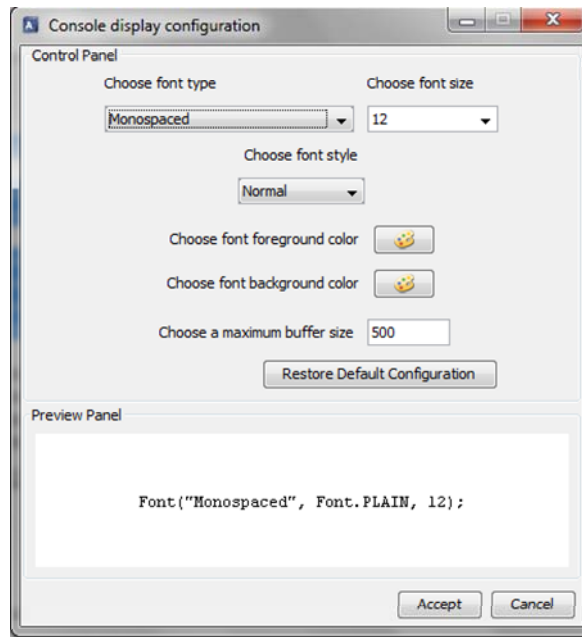 Console display configuration
Control Panel
Choose font type Choose font size
Monospaced 12
Choose font style
Normal
Choose font foreground color
Choose font background color
Choose a maximum buffer size 500
Restore Default Configuration
Preview Panel
Font("Monospaced", Font.PLAIN, 12);
Accept Cancel